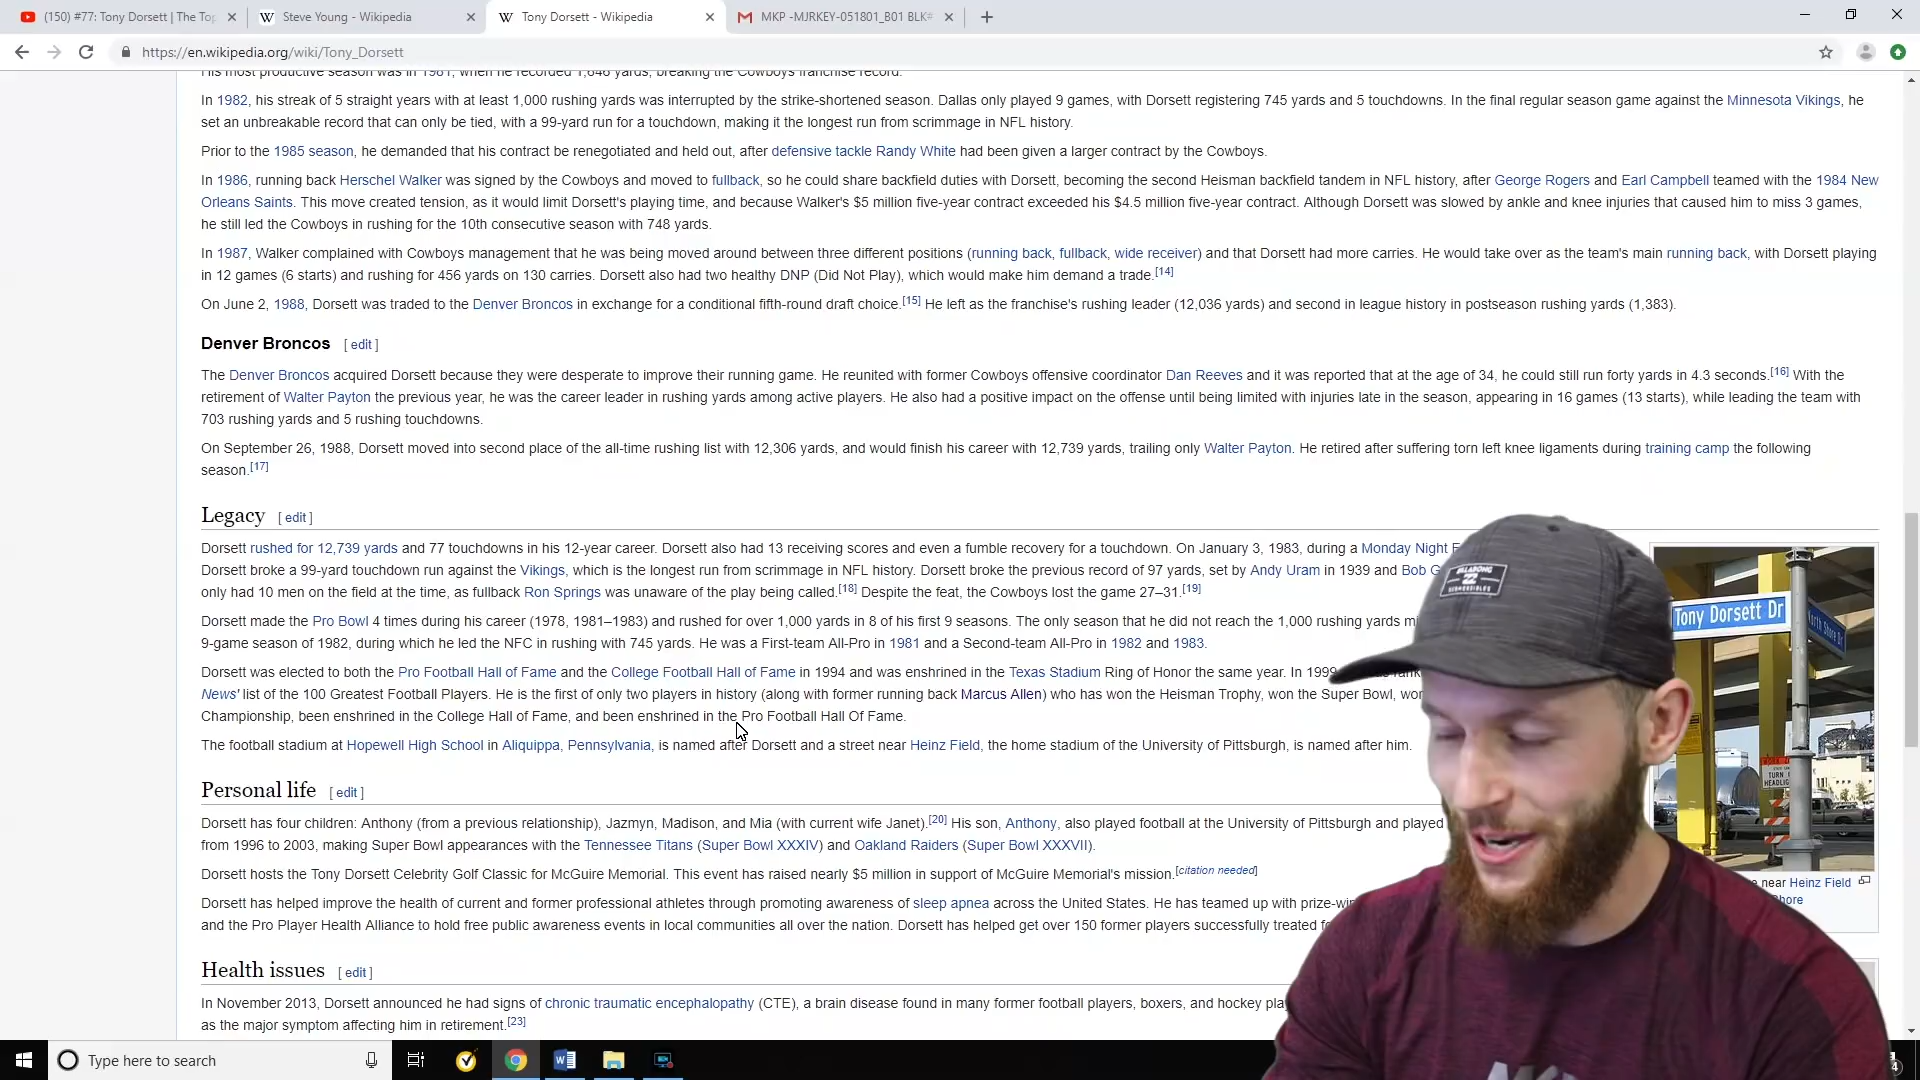 (150) #77: Tony Dorsett | The To
Steve Young - Wikipedia
Tony Dorsett - Wikipedia
MKP -MJRKEY-051801_B01 BLK
https://en.wikipedia.org/wiki/Tony_Dorsett
His most productive season was in 1981, when he recorded 1,646 yards, breaking the Cowboys franchise record.
In 1982, his streak of 5 straight years with at least 1,000 rushing yards was interrupted by the strike-shortened season. Dallas only played 9 games, with Dorsett registering 745 yards and 5 touchdowns. In the final regular season game against the Minnesota Vikings, he
set an unbreakable record that can only be tied, with a 99-yard run for a touchdown, making it the longest run from scrimmage in NFL history.
Prior to the 1985 season, he demanded that his contract be renegotiated and held out, after defensive tackle Randy White had been given a larger contract by the Cowboys.
In 1986, running back Herschel Walker was signed by the Cowboys and moved to fullback, so he could share backfield duties with Dorsett, becoming the second Heisman backfield tandem in NFL history, after George Rogers and Earl Campbell teamed with the 1984 New
Orleans Saints. This move created tension, as it would limit Dorsett's playing time, and because Walker's $5 million five-year contract exceeded his $4.5 million five-year contract. Although Dorsett was slowed by ankle and knee injuries that caused him to miss 3 games,
he still led the Cowboys in rushing for the 10th consecutive season with 748 yards.
In 1987, Walker complained with Cowboys management that he was being moved around between three different positions (running back, fullback, wide receiver) and that Dorsett had more carries. He would take over as the team's main running back, with Dorsett playing
in 12 games (6 starts) and rushing for 456 yards on 130 carries. Dorsett also had two healthy DNP (Did Not Play), which would make him demand a trade.[14]
On June 2, 1988, Dorsett was traded to the Denver Broncos in exchange for a conditional fifth-round draft choice.[15] He left as the franchise's rushing leader (12,036 yards) and second in league history in postseason rushing yards (1,383).
Denver Broncos [ edit ]
The Denver Broncos acquired Dorsett because they were desperate to improve their running game. He reunited with former Cowboys offensive coordinator Dan Reeves and it was reported that at the age of 34, he could still run forty yards in 4.3 seconds.[16] With the
retirement of Walter Payton the previous year, he was the career leader in rushing yards among active players. He also had a positive impact on the offense until being limited with injuries late in the season, appearing in 16 games (13 starts), while leading the team with
703 rushing yards and 5 rushing touchdowns.
On September 26, 1988, Dorsett moved into second place of the all-time rushing list with 12,306 yards, and would finish his career with 12,739 yards, trailing only Walter Payton. He retired after suffering torn left knee ligaments during training camp the following
season.[17]
Legacy [ edit ]
Dorsett rushed for 12,739 yards and 77 touchdowns in his 12-year career. Dorsett also had 13 receiving scores and even a fumble recovery for a touchdown. On January 3, 1983, during a Monday Night
Dorsett broke a 99-yard touchdown run against the Vikings, which is the longest run from scrimmage in NFL history. Dorsett broke the previous record of 97 yards, set by Andy Uram in 1939 and Bob G
only had 10 men on the field at the time, as fullback Ron Springs was unaware of the play being called.[18] Despite the feat, the Cowboys lost the game 27–31.[19]
Dorsett made the Pro Bowl 4 times during his career (1978, 1981–1983) and rushed for over 1,000 yards in 8 of his first 9 seasons. The only season that he did not reach the 1,000 rushing yards
9-game season of 1982, during which he led the NFC in rushing with 745 yards. He was a First-team All-Pro in 1981 and a Second-team All-Pro in 1982 and 1983.
Dorsett was elected to both the Pro Football Hall of Fame and the College Football Hall of Fame in 1994 and was enshrined in the Texas Stadium Ring of Honor the same year. In 1999
News' list of the 100 Greatest Football Players. He is the first of only two players in history (along with former running back Marcus Allen) who has won the Heisman Trophy, won the Super Bowl,
Championship, been enshrined in the College Hall of Fame, and been enshrined in the Pro Football Hall Of Fame.
The football stadium at Hopewell High School in Aliquippa, Pennsylvania, is named after Dorsett and a street near Heinz Field, the home stadium of the University of Pittsburgh, is named after him.
Tony Dorsett Dr
North Shore Dr
BILLABONG
near Heinz Field
Shore
Personal life [ edit ]
Dorsett has four children: Anthony (from a previous relationship), Jazmyn, Madison, and Mia (with current wife Janet).[20] His son, Anthony, also played football at the University of Pittsburgh and played
from 1996 to 2003, making Super Bowl appearances with the Tennessee Titans (Super Bowl XXXIV) and Oakland Raiders (Super Bowl XXXVII).
Dorsett hosts the Tony Dorsett Celebrity Golf Classic for McGuire Memorial. This event has raised nearly $5 million in support of McGuire Memorial's mission.[citation needed]
Dorsett has helped improve the health of current and former professional athletes through promoting awareness of sleep apnea across the United States. He has teamed up with
and the Pro Player Health Alliance to hold free public awareness events in local communities all over the nation. Dorsett has helped get over 150 former players successfully treated
Health issues [ edit ]
In November 2013, Dorsett announced he had signs of chronic traumatic encephalopathy (CTE), a brain disease found in many former football players, boxers, and hockey
as the major symptom affecting him in retirement.[23]
Type here to search